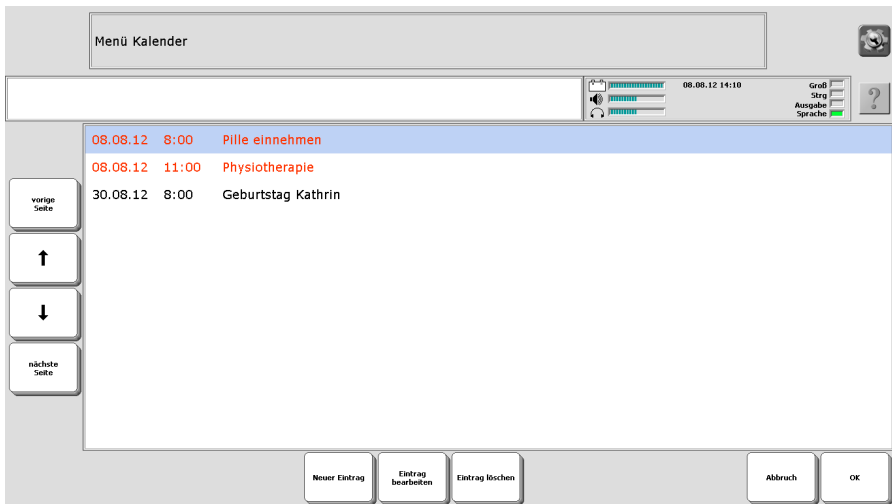 Menü Kalender
08.08.12 14:10
Groß
Strg
Ausgabe
Sprache
?
08.08.12 8:00 Pille einnehmen
08.08.12 11:00 Physiotherapie
30.08.12 8:00 Geburtstag Kathrin
vorige
Seite
↑
↓
nächste
Seite
Neuer Eintrag
Eintrag
bearbeiten
Eintrag löschen
Abbruch
OK